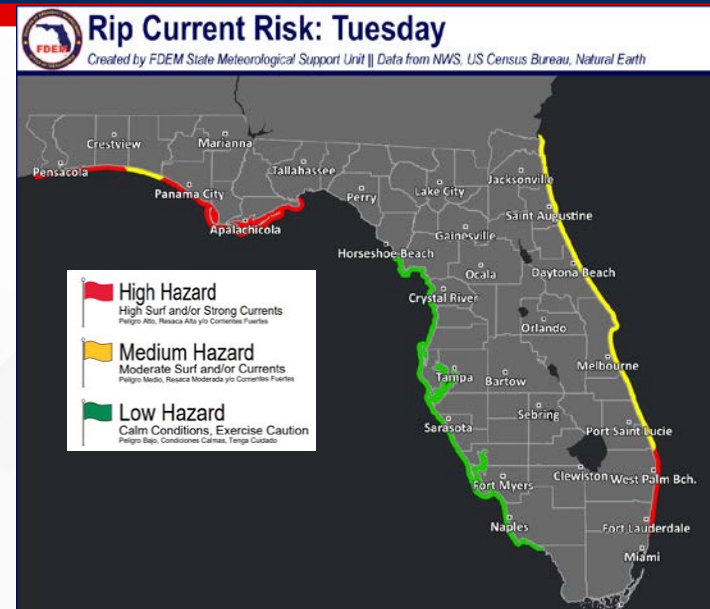 FDEM
Rip Current Risk: Tuesday
Created by FDEM State Meteorological Support Unit || Data from NWS, US Census Bureau, Natural Earth
Crestview
Marianna
Pensacola
Tallahassee
Panama City
Perry
Lake City
Jacksonville
Apalachicola
Saint Augustine
Gainesville
Horseshoe Beach
Ocala
Daytona Beach
Crystal River
Orlando
Melbourne
Tampa
Bartow
Sebring
Sarasota
Port Saint Lucie
Fort Myers
Clewiston
West Palm Bch.
Naples
Fort Lauderdale
Miami
High Hazard
High Surf and/or Strong Currents
Peligro Alto, Resaca Alta y/o Corrientes Fuertes
Medium Hazard
Moderate Surf and/or Currents
Peligro Medio, Resaca Moderada y/o Corrientes Fuertes
Low Hazard
Calm Conditions, Exercise Caution
Peligro Bajo, Condiciones Calmas, Tenga Cuidado